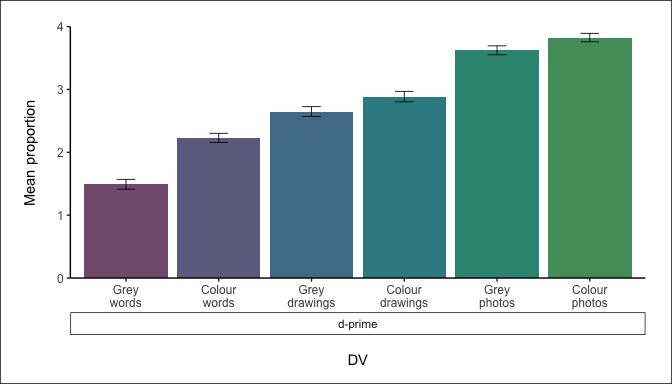 Mean proportion
4
3
2
1
0
Grey words
Colour words
Grey drawings
Colour drawings
Grey photos
Colour photos
d-prime
DV